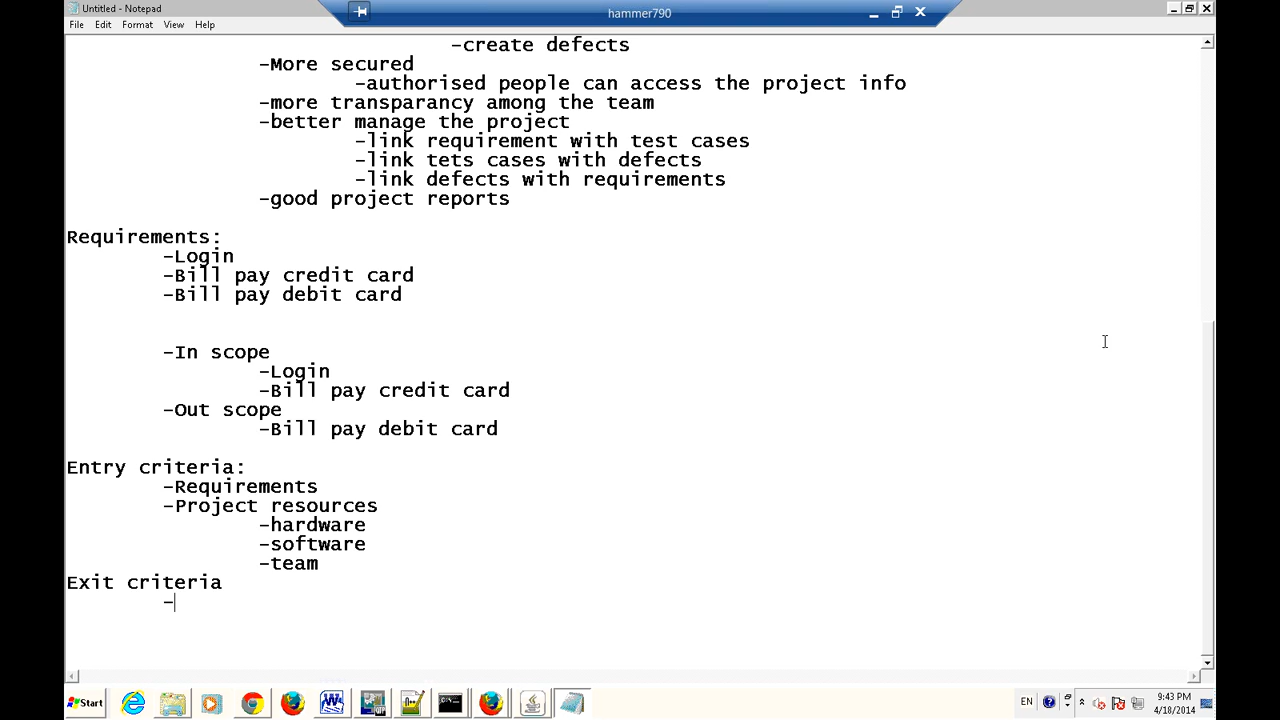 Untitled - Notepad
hammer790
File Edit Format View Help
-create defects
-More secured
-authorised people can access the project info
-more transparancy among the team
-better manage the project
-link requirement with test cases
-link tets cases with defects
-link defects with requirements
-good project reports
Requirements:
-Login
-Bill pay credit card
-Bill pay debit card
-In scope
-Login
-Bill pay credit card
-Out scope
-Bill pay debit card
Entry criteria:
-Requirements
-Project resources
-hardware
-software
-team
Exit criteria
-
Start
EN
9:43 PM
4/18/2014